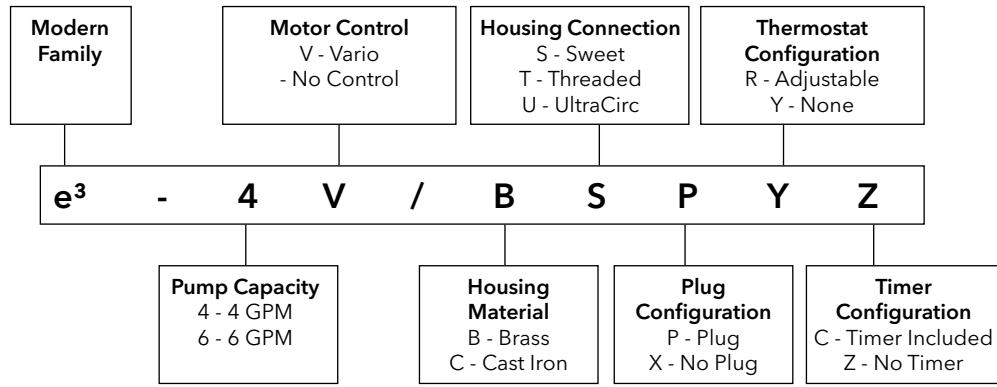 Modern
Family
Motor Control
V - Vario
- No Control
Housing Connection
S - Sweet
T - Threaded
U - UltraCirc
Thermostat
Configuration
R - Adjustable
Y - None
e³ - 4 V / B S P Y Z
Pump Capacity
4 - 4 GPM
6 - 6 GPM
Housing
Material
B - Brass
C - Cast Iron
Plug
Configuration
P - Plug
X - No Plug
Timer
Configuration
C - Timer Included
Z - No Timer